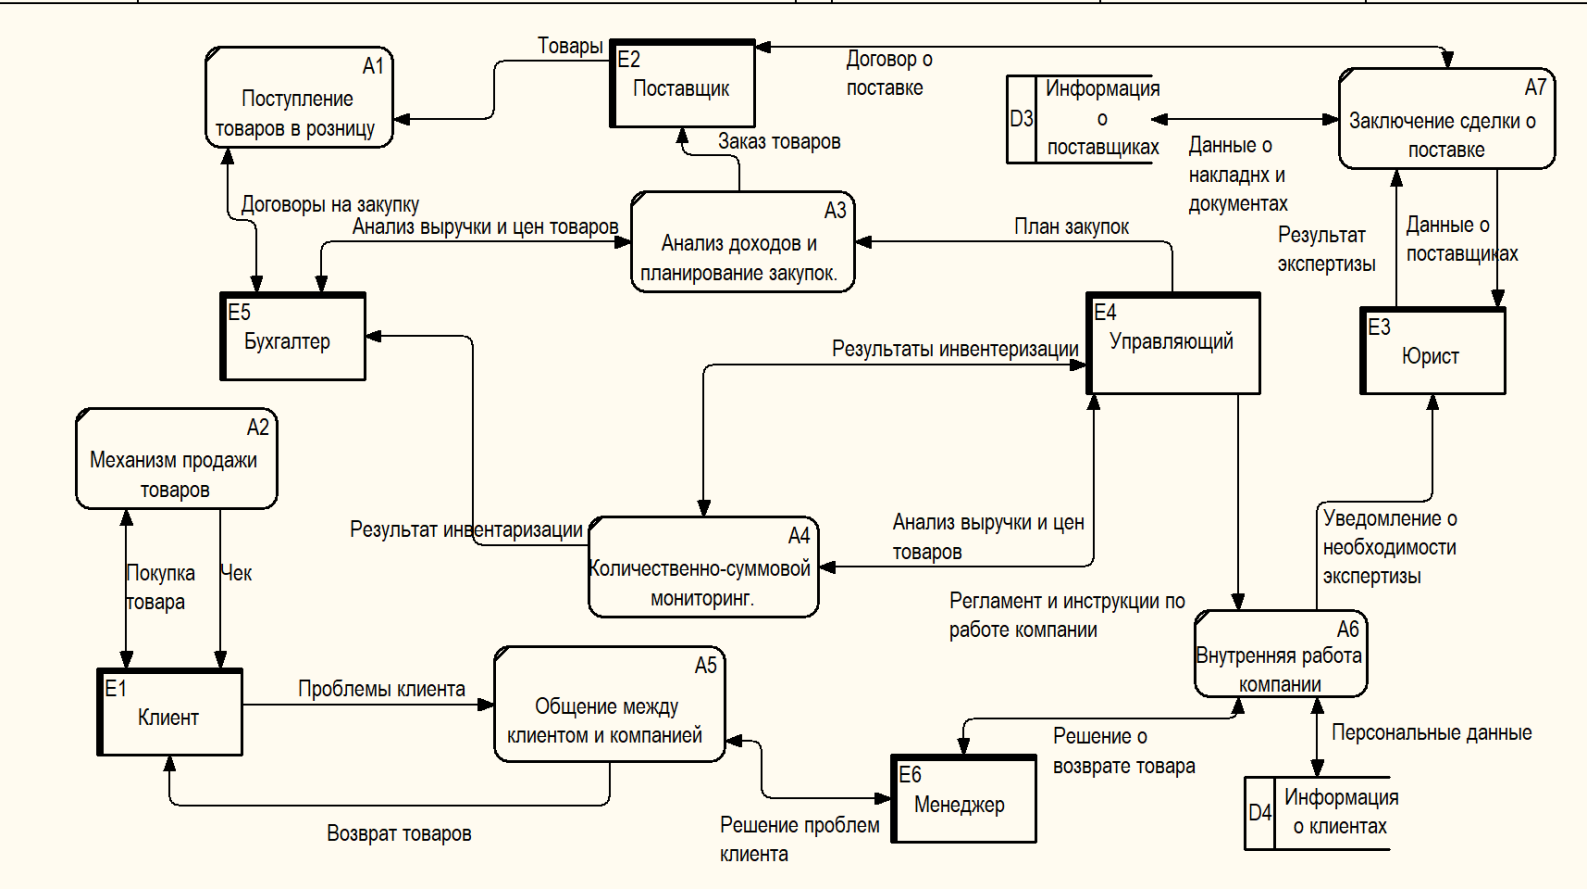 Товары
E2
Поставщик
Договор о
поставке
A1
Поступление
товаров в розницу
D3
Информация
о
поставщиках
A7
Заключение сделки о
поставке
Заказ товаров
Данные о
накладнх и
документах
Договоры на закупку
Анализ выручки и цен товаров
A3
Анализ доходов и
планирование закупок.
План закупок
Результат
экспертизы
Данные о
поставщиках
E5
Бухгалтер
E4
Управляющий
E3
Юрист
Результаты инвентеризации
A2
Механизм продажи
товаров
Результат инвентаризации
A4
Количественно-суммовой
мониторинг.
Анализ выручки и цен
товаров
Уведомление о
необходимости
экспертизы
Покупка
товара
Чек
Регламент и инструкции по
работе компании
A6
Внутренняя работа
компании
E1
Клиент
Проблемы клиента
A5
Общение между
клиентом и компанией
Решение о
возврате товара
Персональные данные
E6
Менеджер
D4
Информация
о клиентах
Возврат товаров
Решение проблем
клиента